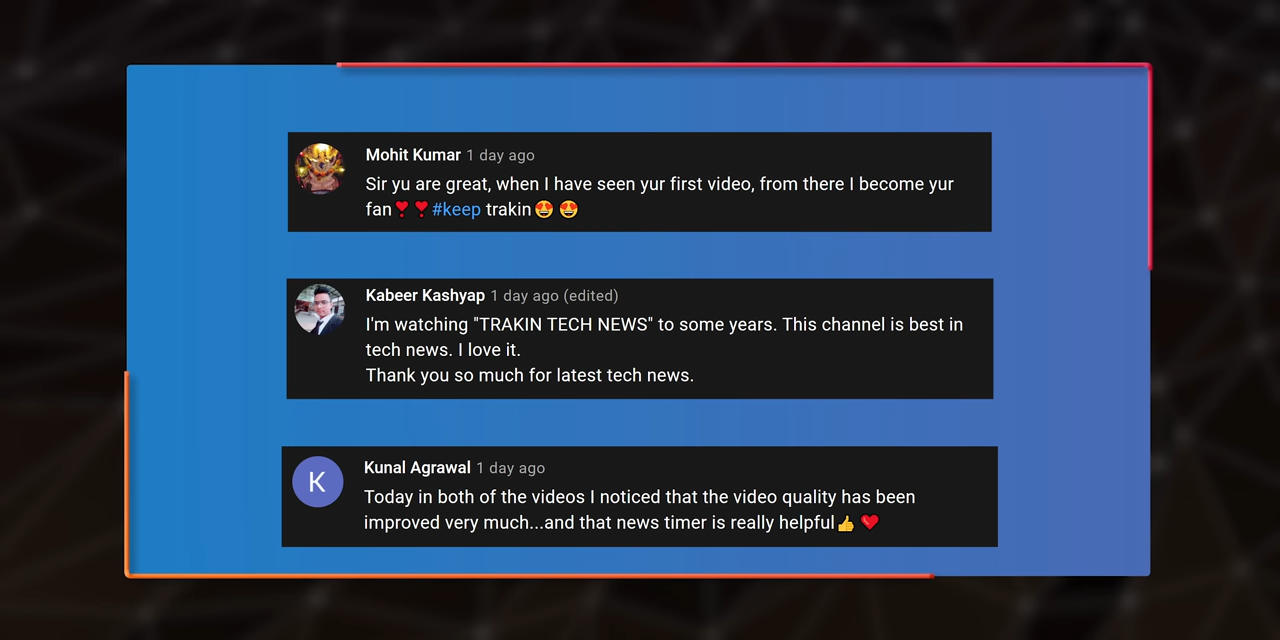 Mohit Kumar 1 day ago
Sir yu are great, when I have seen yur first video, from there I become yur
fan❣️❣️#keep trakin😍😍
Kabeer Kashyap 1 day ago (edited)
I'm watching "TRAKIN TECH NEWS" to some years. This channel is best in
tech news. I love it.
Thank you so much for latest tech news.
K
Kunal Agrawal 1 day ago
Today in both of the videos I noticed that the video quality has been
improved very much...and that news timer is really helpful👍❤️